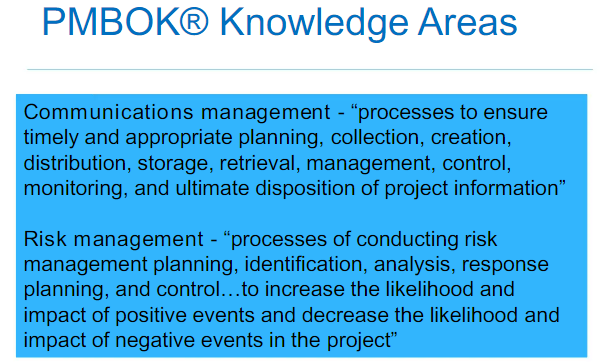 PMBOK® Knowledge Areas
Communications management - “processes to ensure
timely and appropriate planning, collection, creation,
distribution, storage, retrieval, management, control,
monitoring, and ultimate disposition of project information”
Risk management - “processes of conducting risk
management planning, identification, analysis, response
planning, and control…to increase the likelihood and
impact of positive events and decrease the likelihood and
impact of negative events in the project”